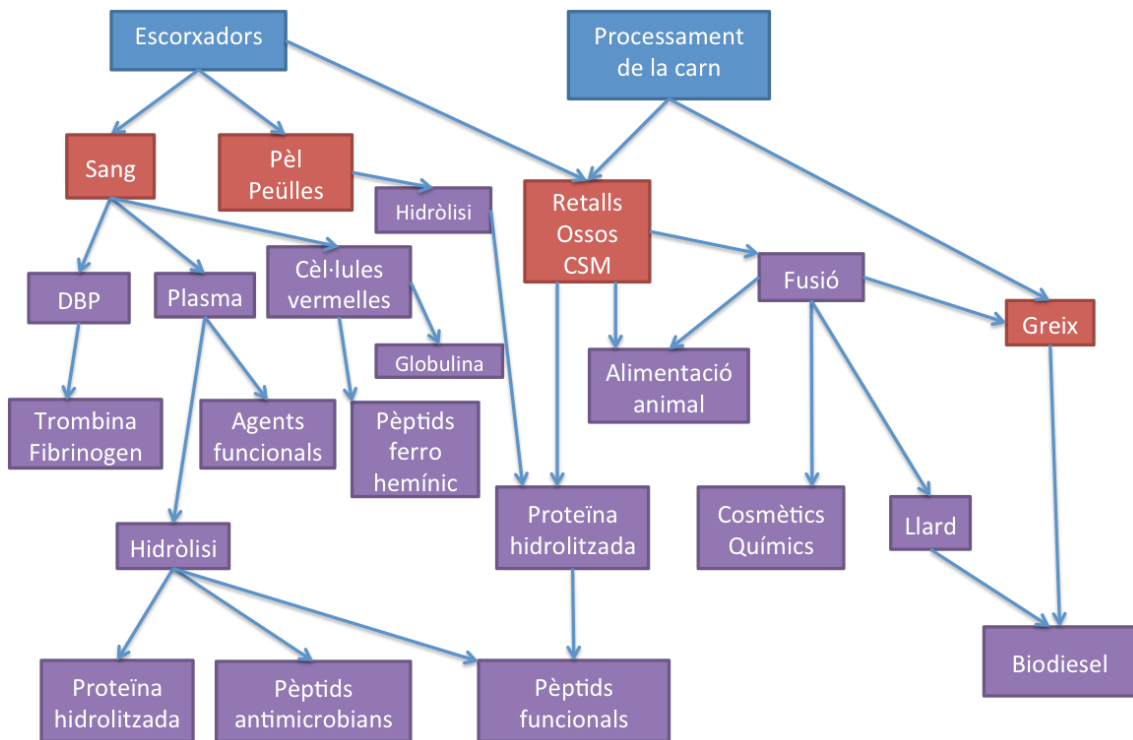 Escorxadors
Processament
de la carn
Sang
Pèl
Peülles
Hidròlisi
Retalls
Ossos
CSM
DBP
Plasma
Cèl·lules
vermelles
Fusió
Greix
Globulina
Alimentació
animal
Trombina
Fibrinogen
Agents
funcionals
Pèptids
ferro
hemínic
Proteïna
hidrolitzada
Cosmètics
Químics
Llard
Hidròlisi
Proteïna
hidrolitzada
Pèptids
antimicrobians
Pèptids
funcionals
Biodiesel